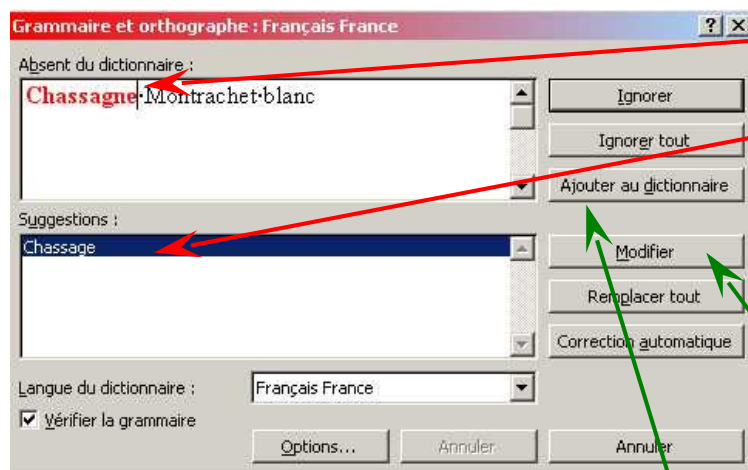 Grammaire et orthographe : Français France
Absent du dictionnaire :
Chassagne·Montrachet·blanc
Ignorer
Ignorer tout
Ajouter au dictionnaire
Suggestions :
Chassage
Modifier
Remplacer tout
Correction automatique
Langue du dictionnaire : Français France
Vérifier la grammaire
Options... Annuler Annuler